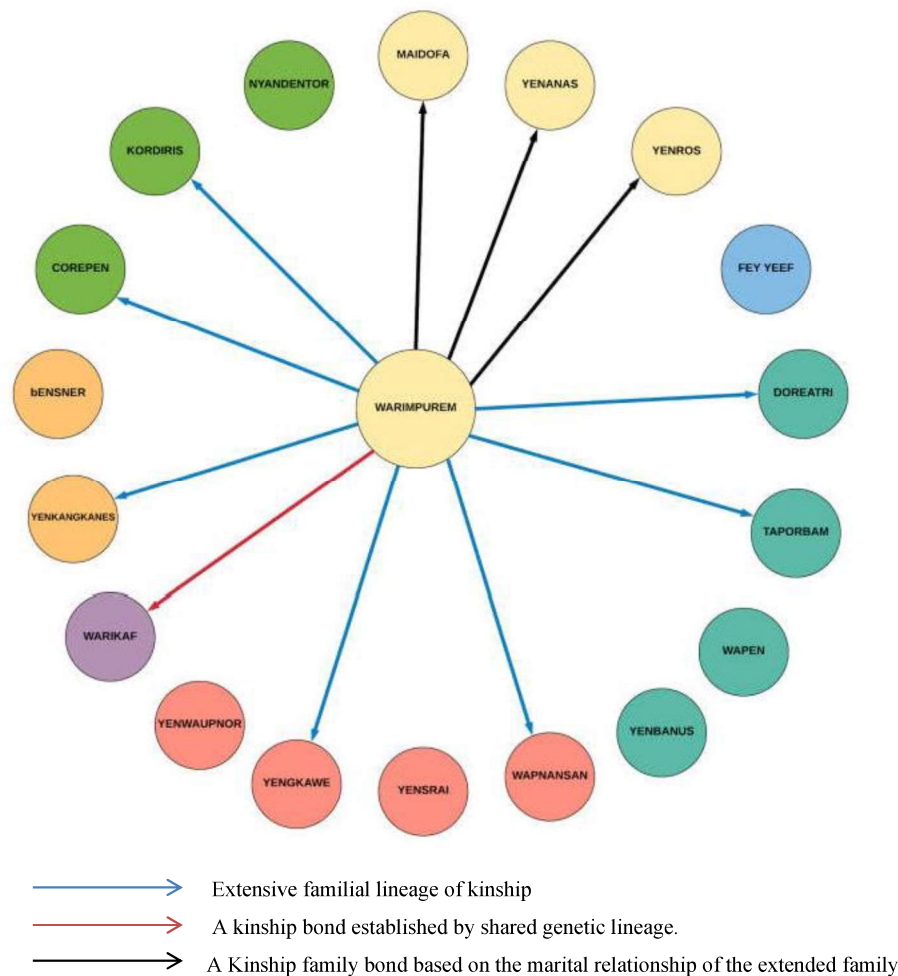 MAIDOFA
NYANDENTOR
YENANAS
KORDIRIS
YENROS
COREPEN
FEY YEEF
bENSNER
DOREATRI
WARIMPUREM
YENKANGKANES
TAPORBAM
WARIKAF
WAPEN
YENWAUPNOR
YENBANUS
YENGKAWE
YENSRAI
WAPNANSAN
Extensive familial lineage of kinship
A kinship bond established by shared genetic lineage.
A Kinship family bond based on the marital relationship of the extended family